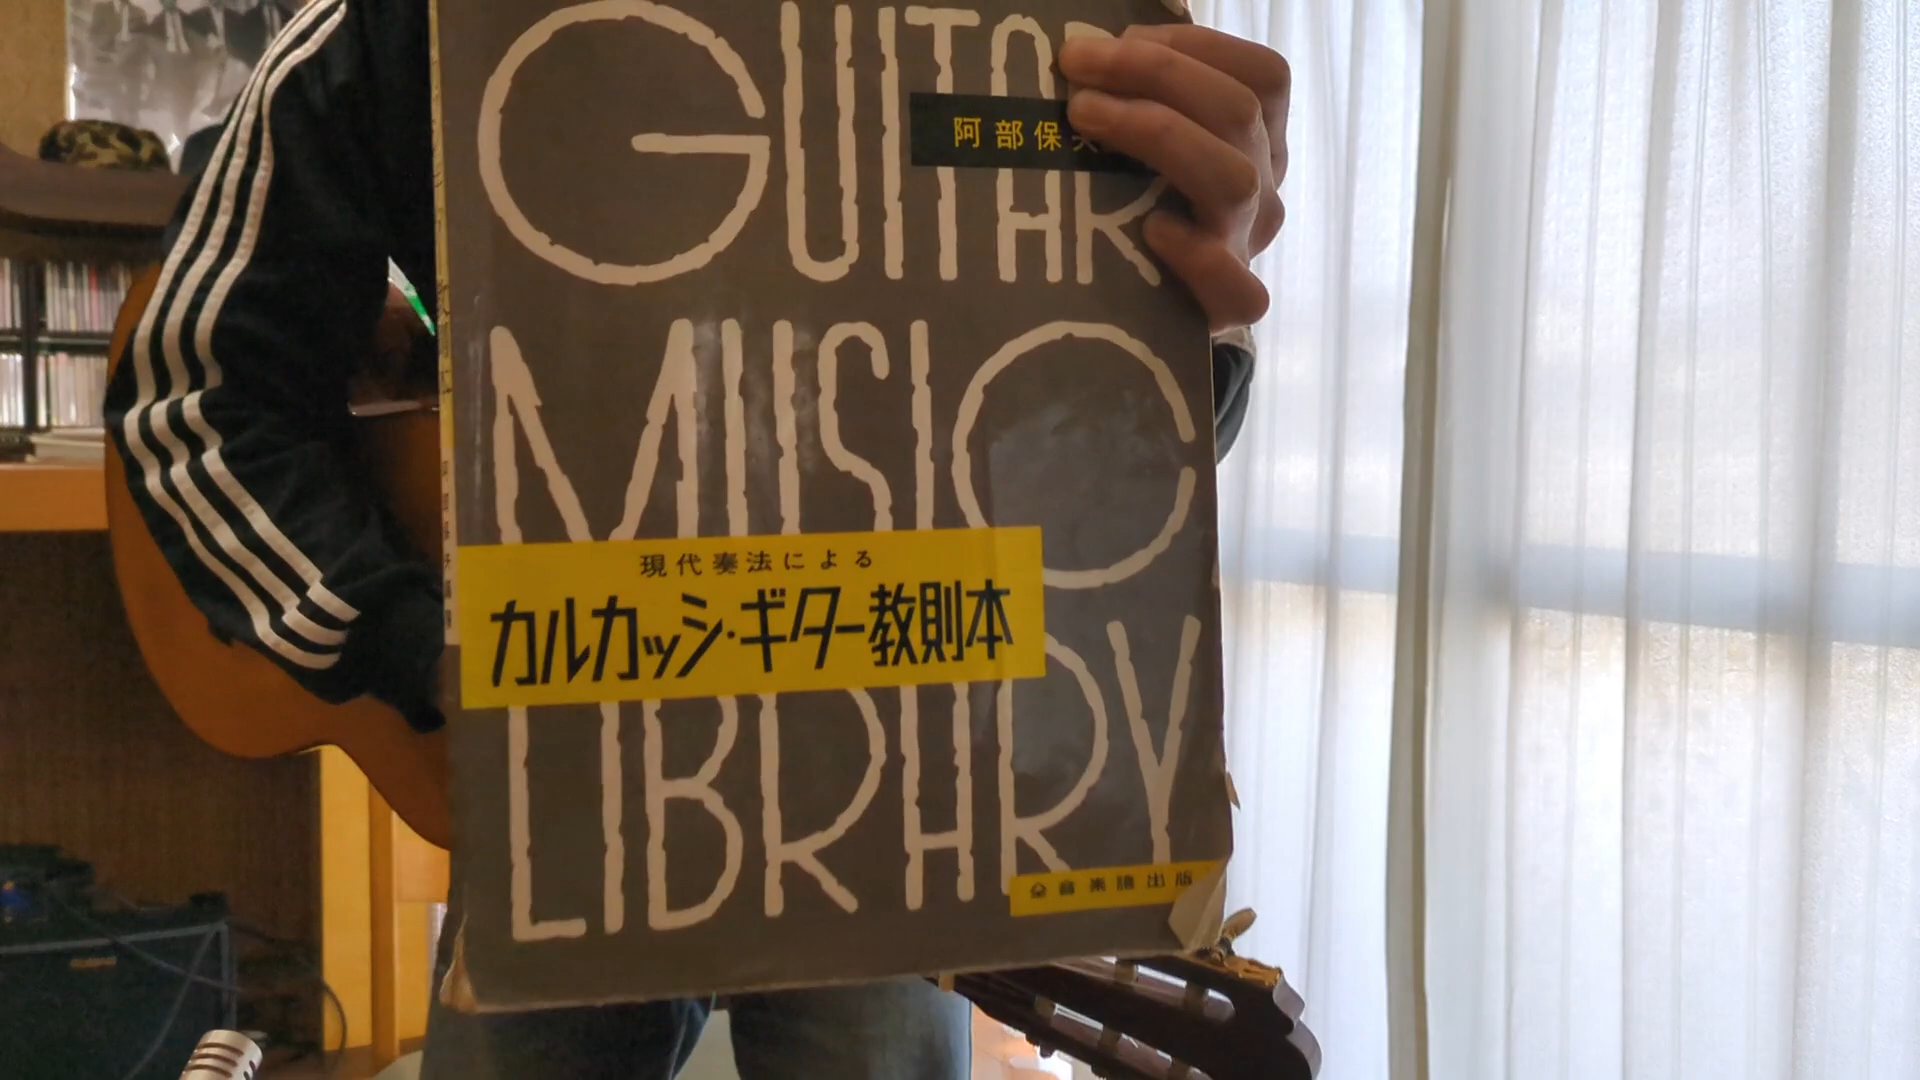 GUITAR
阿部保
MUSIC
現代奏法による
カルカッシ・ギター教則本
LIBRARY
全音楽譜出版